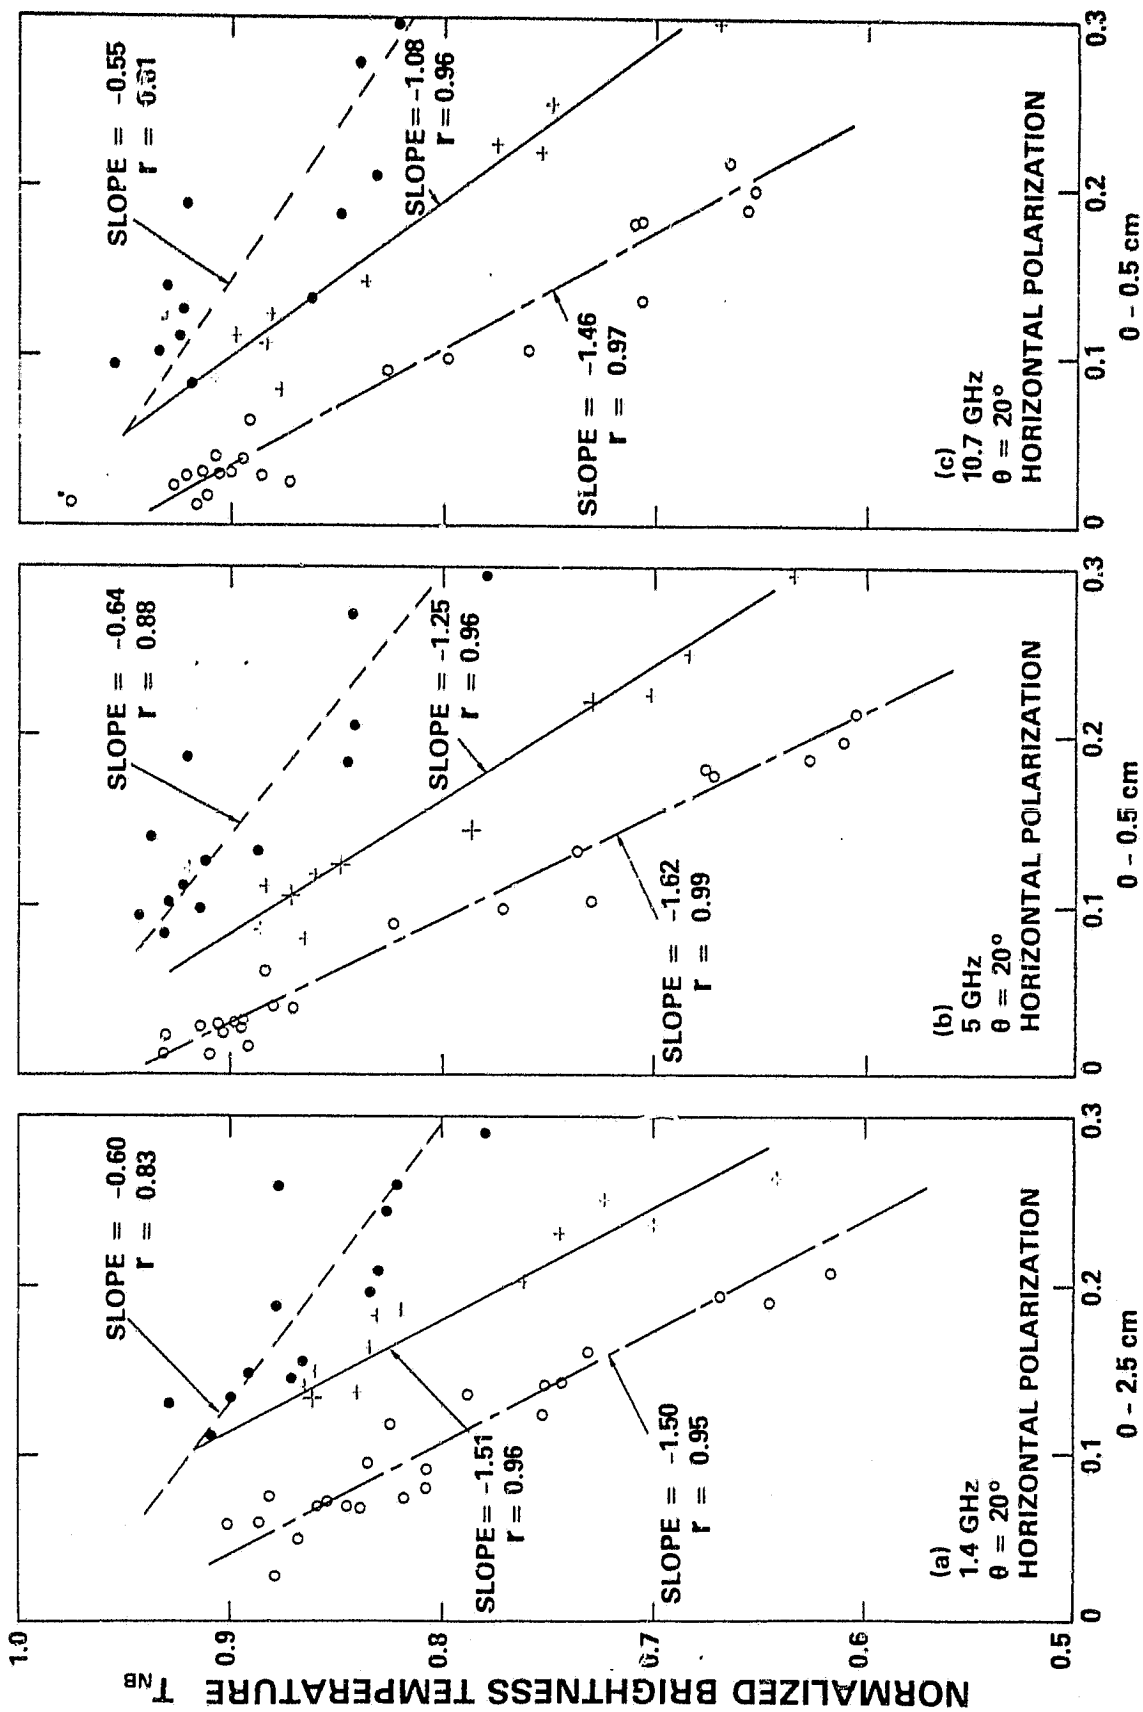 NORMALIZED BRIGHTNESS TEMPERATURE T_NB
1.0
0.9
0.8
0.7
0.6
0.5
SLOPE = -0.60
r = 0.83
SLOPE = -1.51
r = 0.96
SLOPE = -1.50
r = 0.95
(a)
1.4 GHz
θ = 20°
HORIZONTAL POLARIZATION
0 0.1 0.2 0.3
0 - 2.5 cm
SLOPE = -0.64
r = 0.88
SLOPE = -1.25
r = 0.96
SLOPE = -1.62
r = 0.99
(b)
5 GHz
θ = 20°
HORIZONTAL POLARIZATION
0 0.1 0.2 0.3
0 - 0.5 cm
SLOPE = -0.55
r =
SLOPE = -1.08
r = 0.96
SLOPE = -1.46
r = 0.97
(c)
10.7 GHz
θ = 20°
HORIZONTAL POLARIZATION
0 0.1 0.2 0.3
0 - 0.5 cm